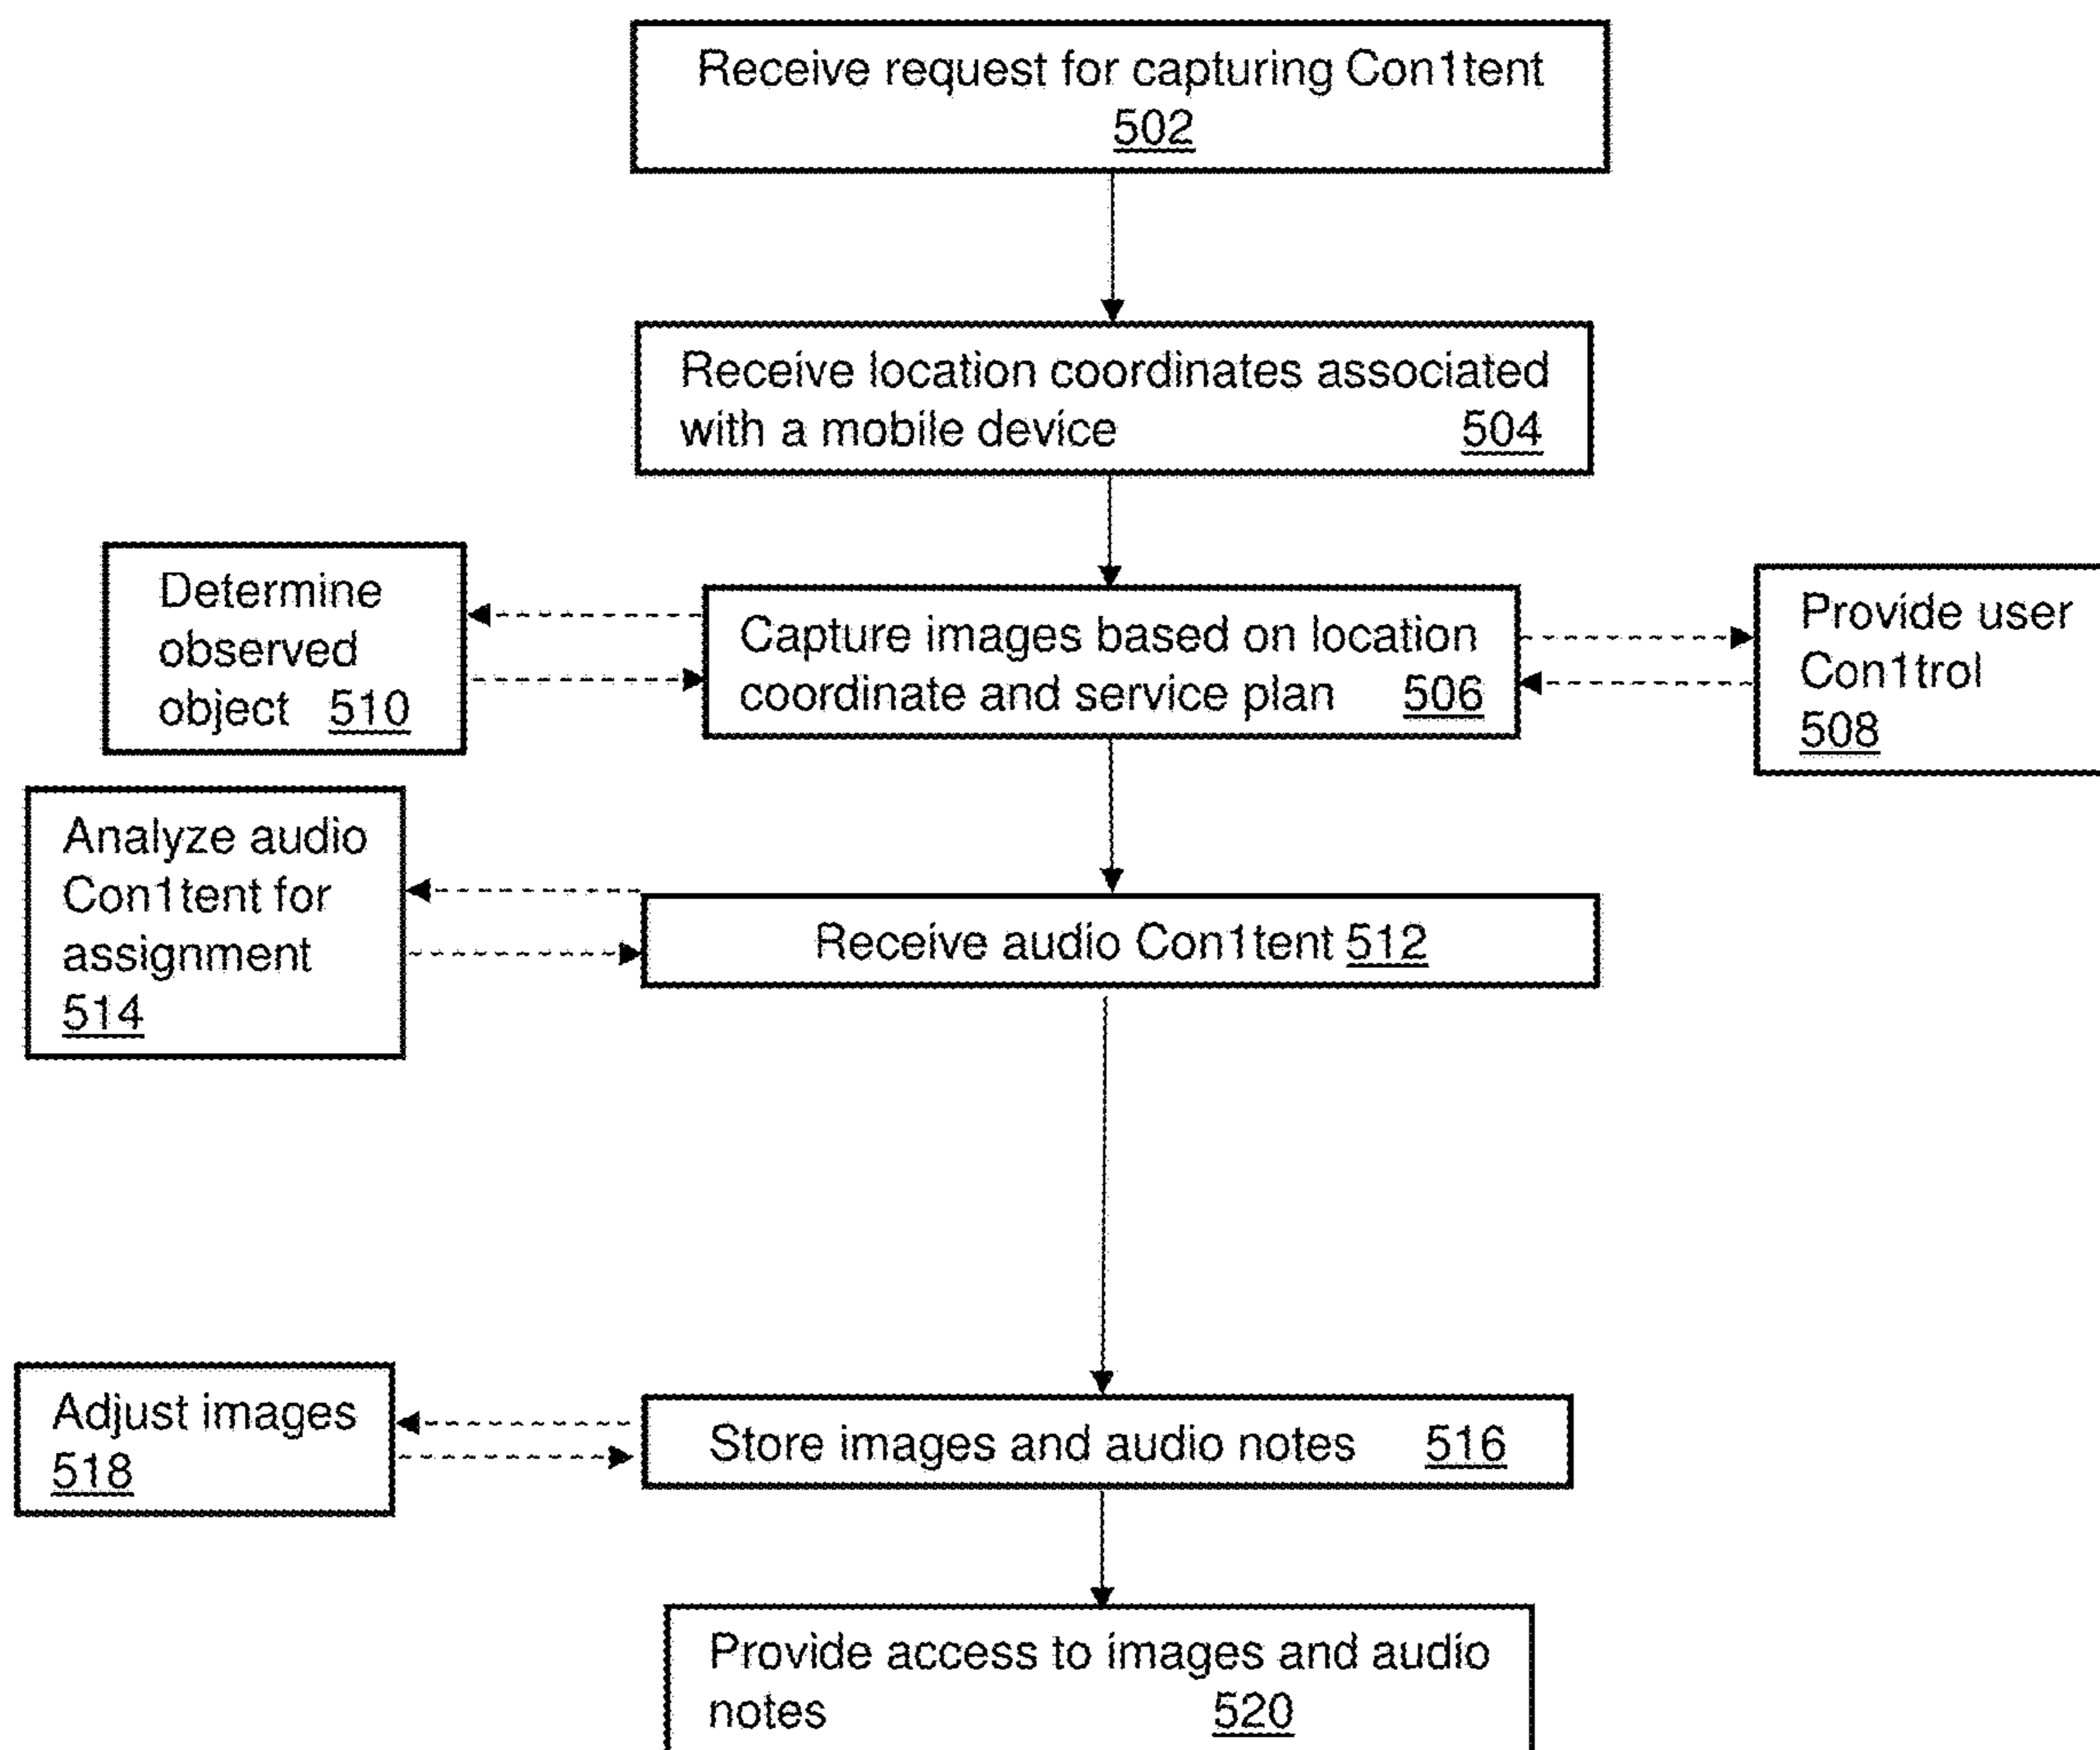 Receive request for capturing Con1tent
502
Receive location coordinates associated
with a mobile device 504
Determine
observed
object 510
Capture images based on location
coordinate and service plan 506
Provide user
Con1trol
508
Analyze audio
Con1tent for
assignment
514
Receive audio Con1tent 512
Adjust images
518
Store images and audio notes 516
Provide access to images and audio
notes 520